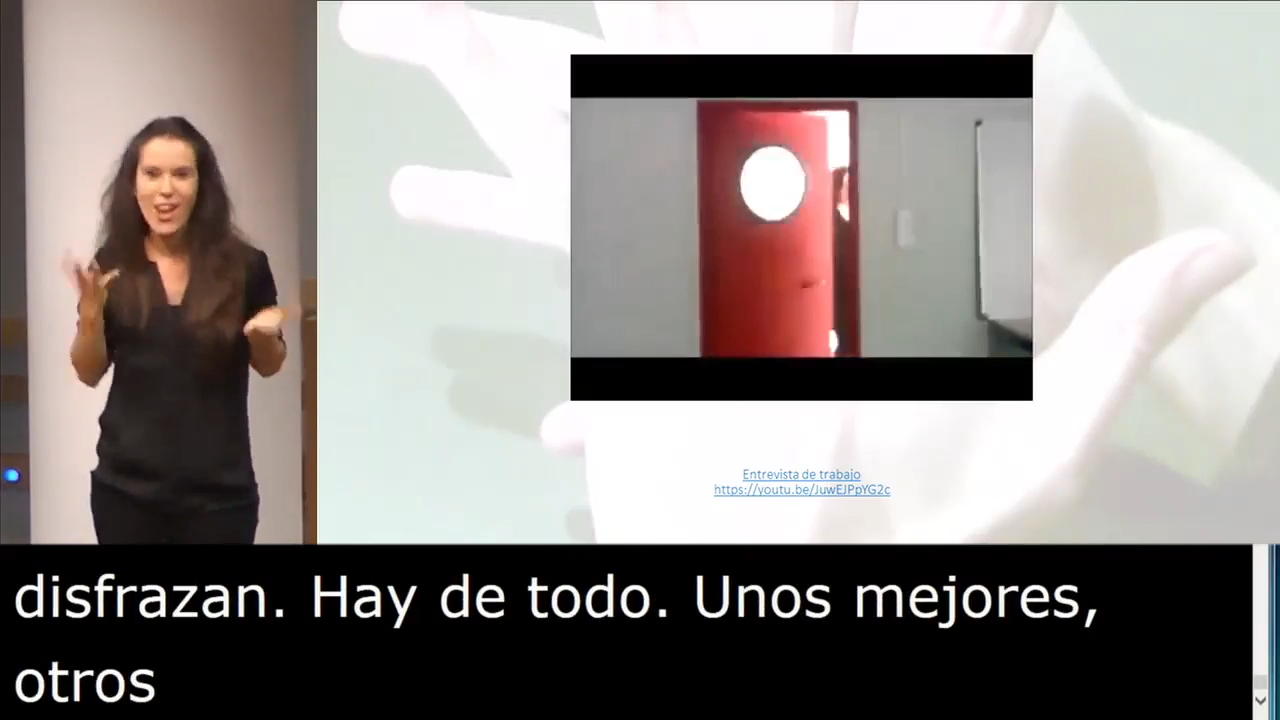 Entrevista de trabajo
https://youtu.be/JuwEJPpYG2c
disfrazan. Hay de todo. Unos mejores,
otros